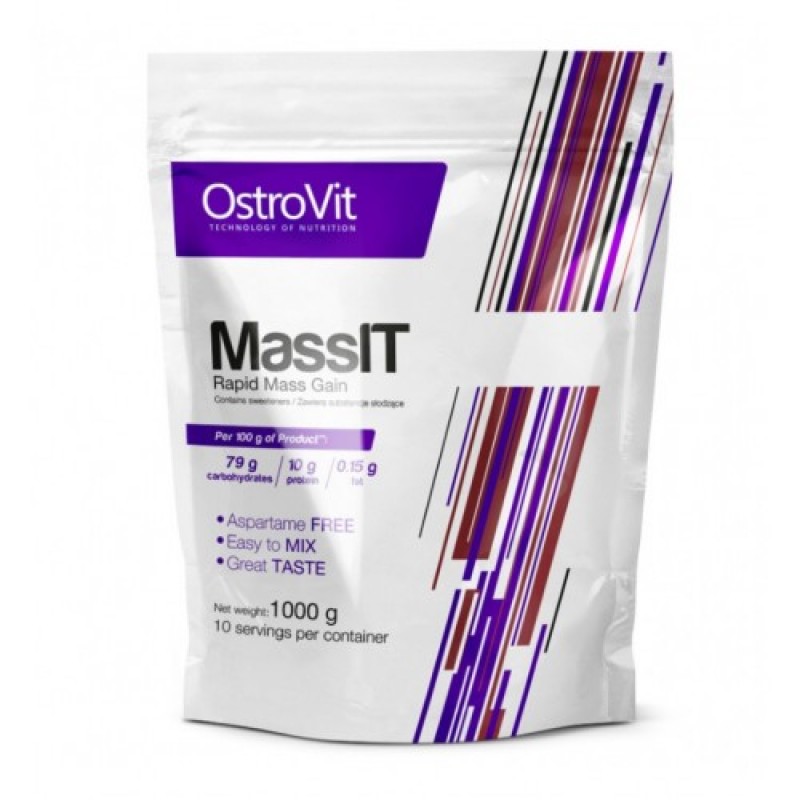 OstroVit
TECHNOLOGY OF NUTRITION
MassIT
Rapid Mass Gain
Contains sweeteners / Zawiera substancje słodzące
Per 100 g of Product*)
79 g carbohydrates / 10 g protein / 0.15 g fat
• Aspartame FREE
• Easy to MIX
• Great TASTE
Net weight: 1000 g
10 servings per container